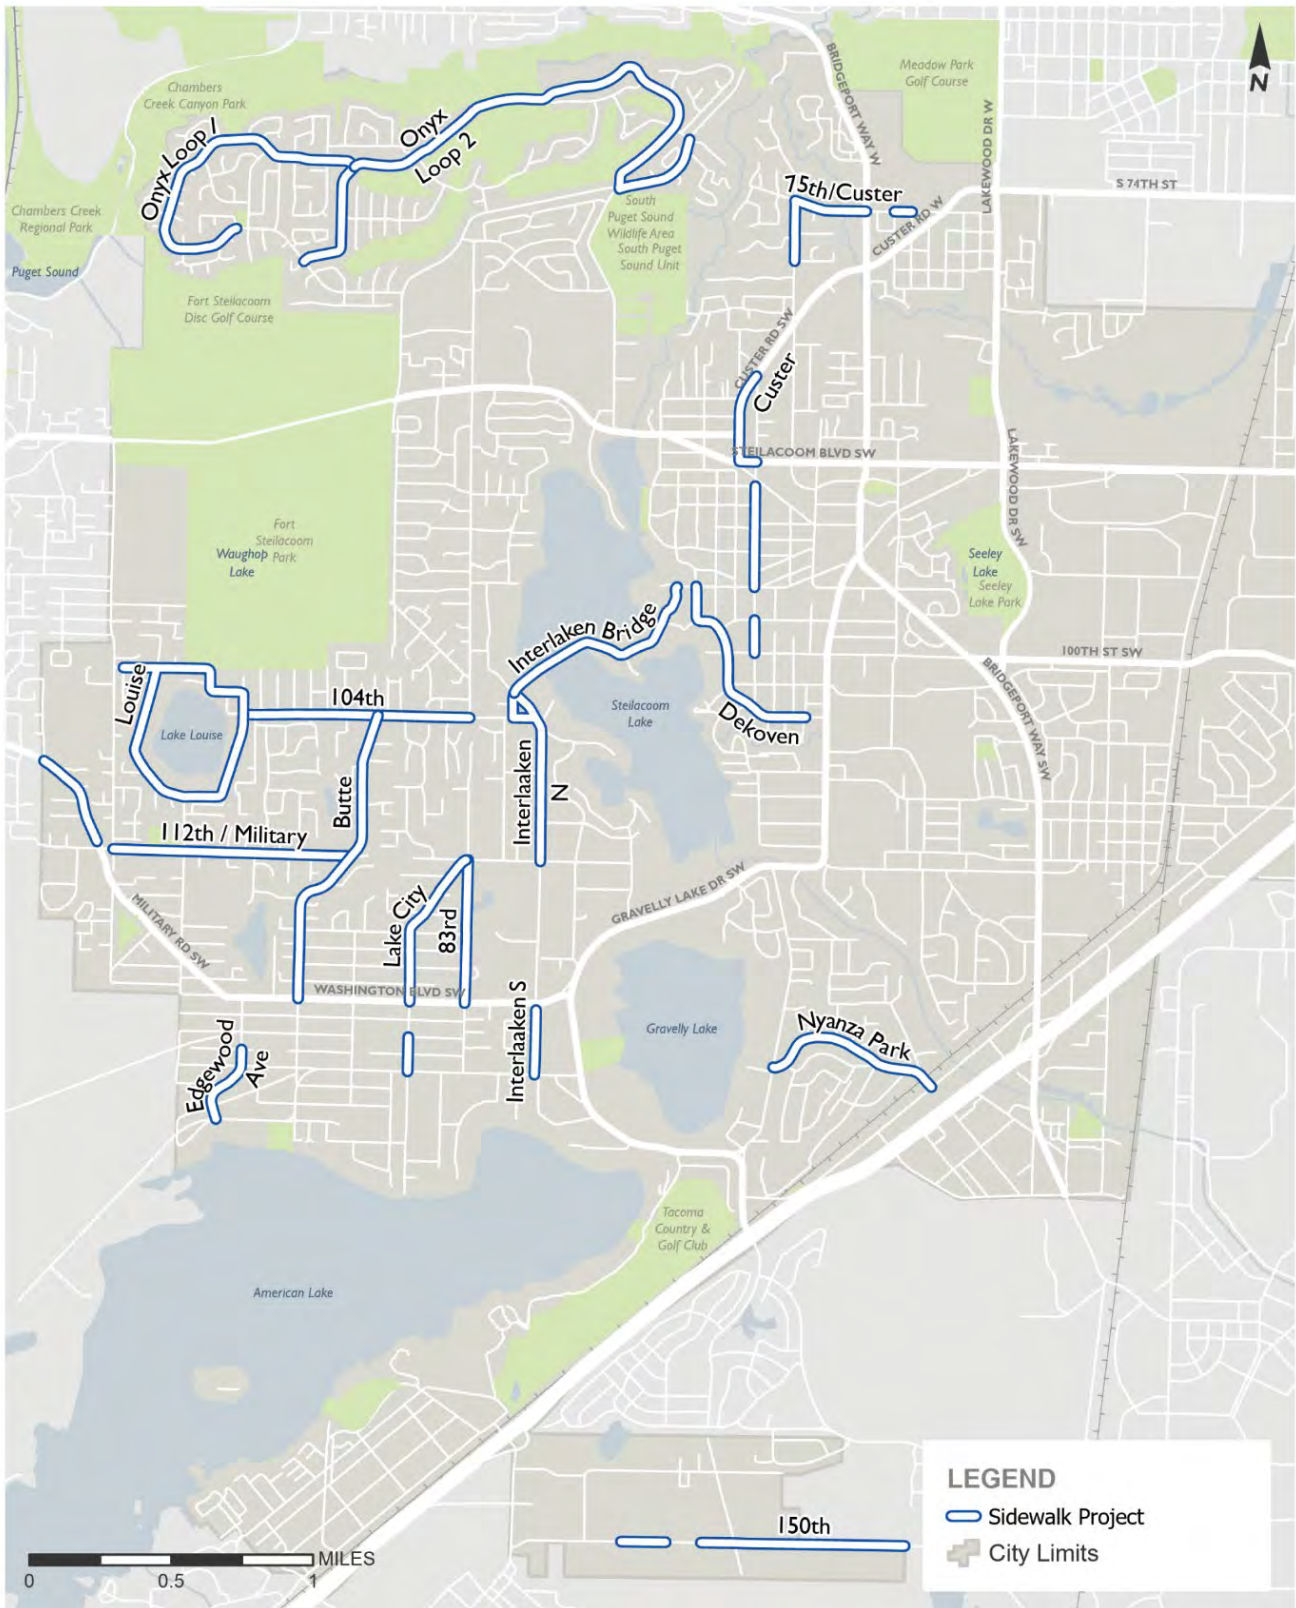 Meadow Park
Golf Course
N
BRIDGEPORT WAY W
Chambers
Creek Canyon Park
LAKEWOOD DR W
Onyx
Loop 2
Onyx Loop 1
75th/Custer
S 74TH ST
South
Puget Sound
Wildlife Area
South Puget
Sound Unit
Chambers Creek
Regional Park
CUSTER RD W
Puget Sound
Fort Steilacoom
Disc Golf Course
CUSTER RD SW
Custer
STEILACOOM BLVD SW
LAKEWOOD DR SW
Fort
Steilacoom
Park
Waughop
Lake
Seeley
Lake
Seeley
Lake Park
Interlaken Bridge
100TH ST SW
BRIDGEPORT WAY SW
Louise
104th
Steilacoom
Lake
Dekoven
Lake Louise
Interlaaken
N
Butte
112th / Military
GRAVELLY LAKE DR SW
Lake City
83rd
MILITARY RD SW
WASHINGTON BLVD SW
Interlaaken S
Gravelly Lake
Nyanza Park
Edgewood
Ave
Tacoma
Country &
Golf Club
American Lake
LEGEND
Sidewalk Project
City Limits
150th
MILES
0
0.5
1